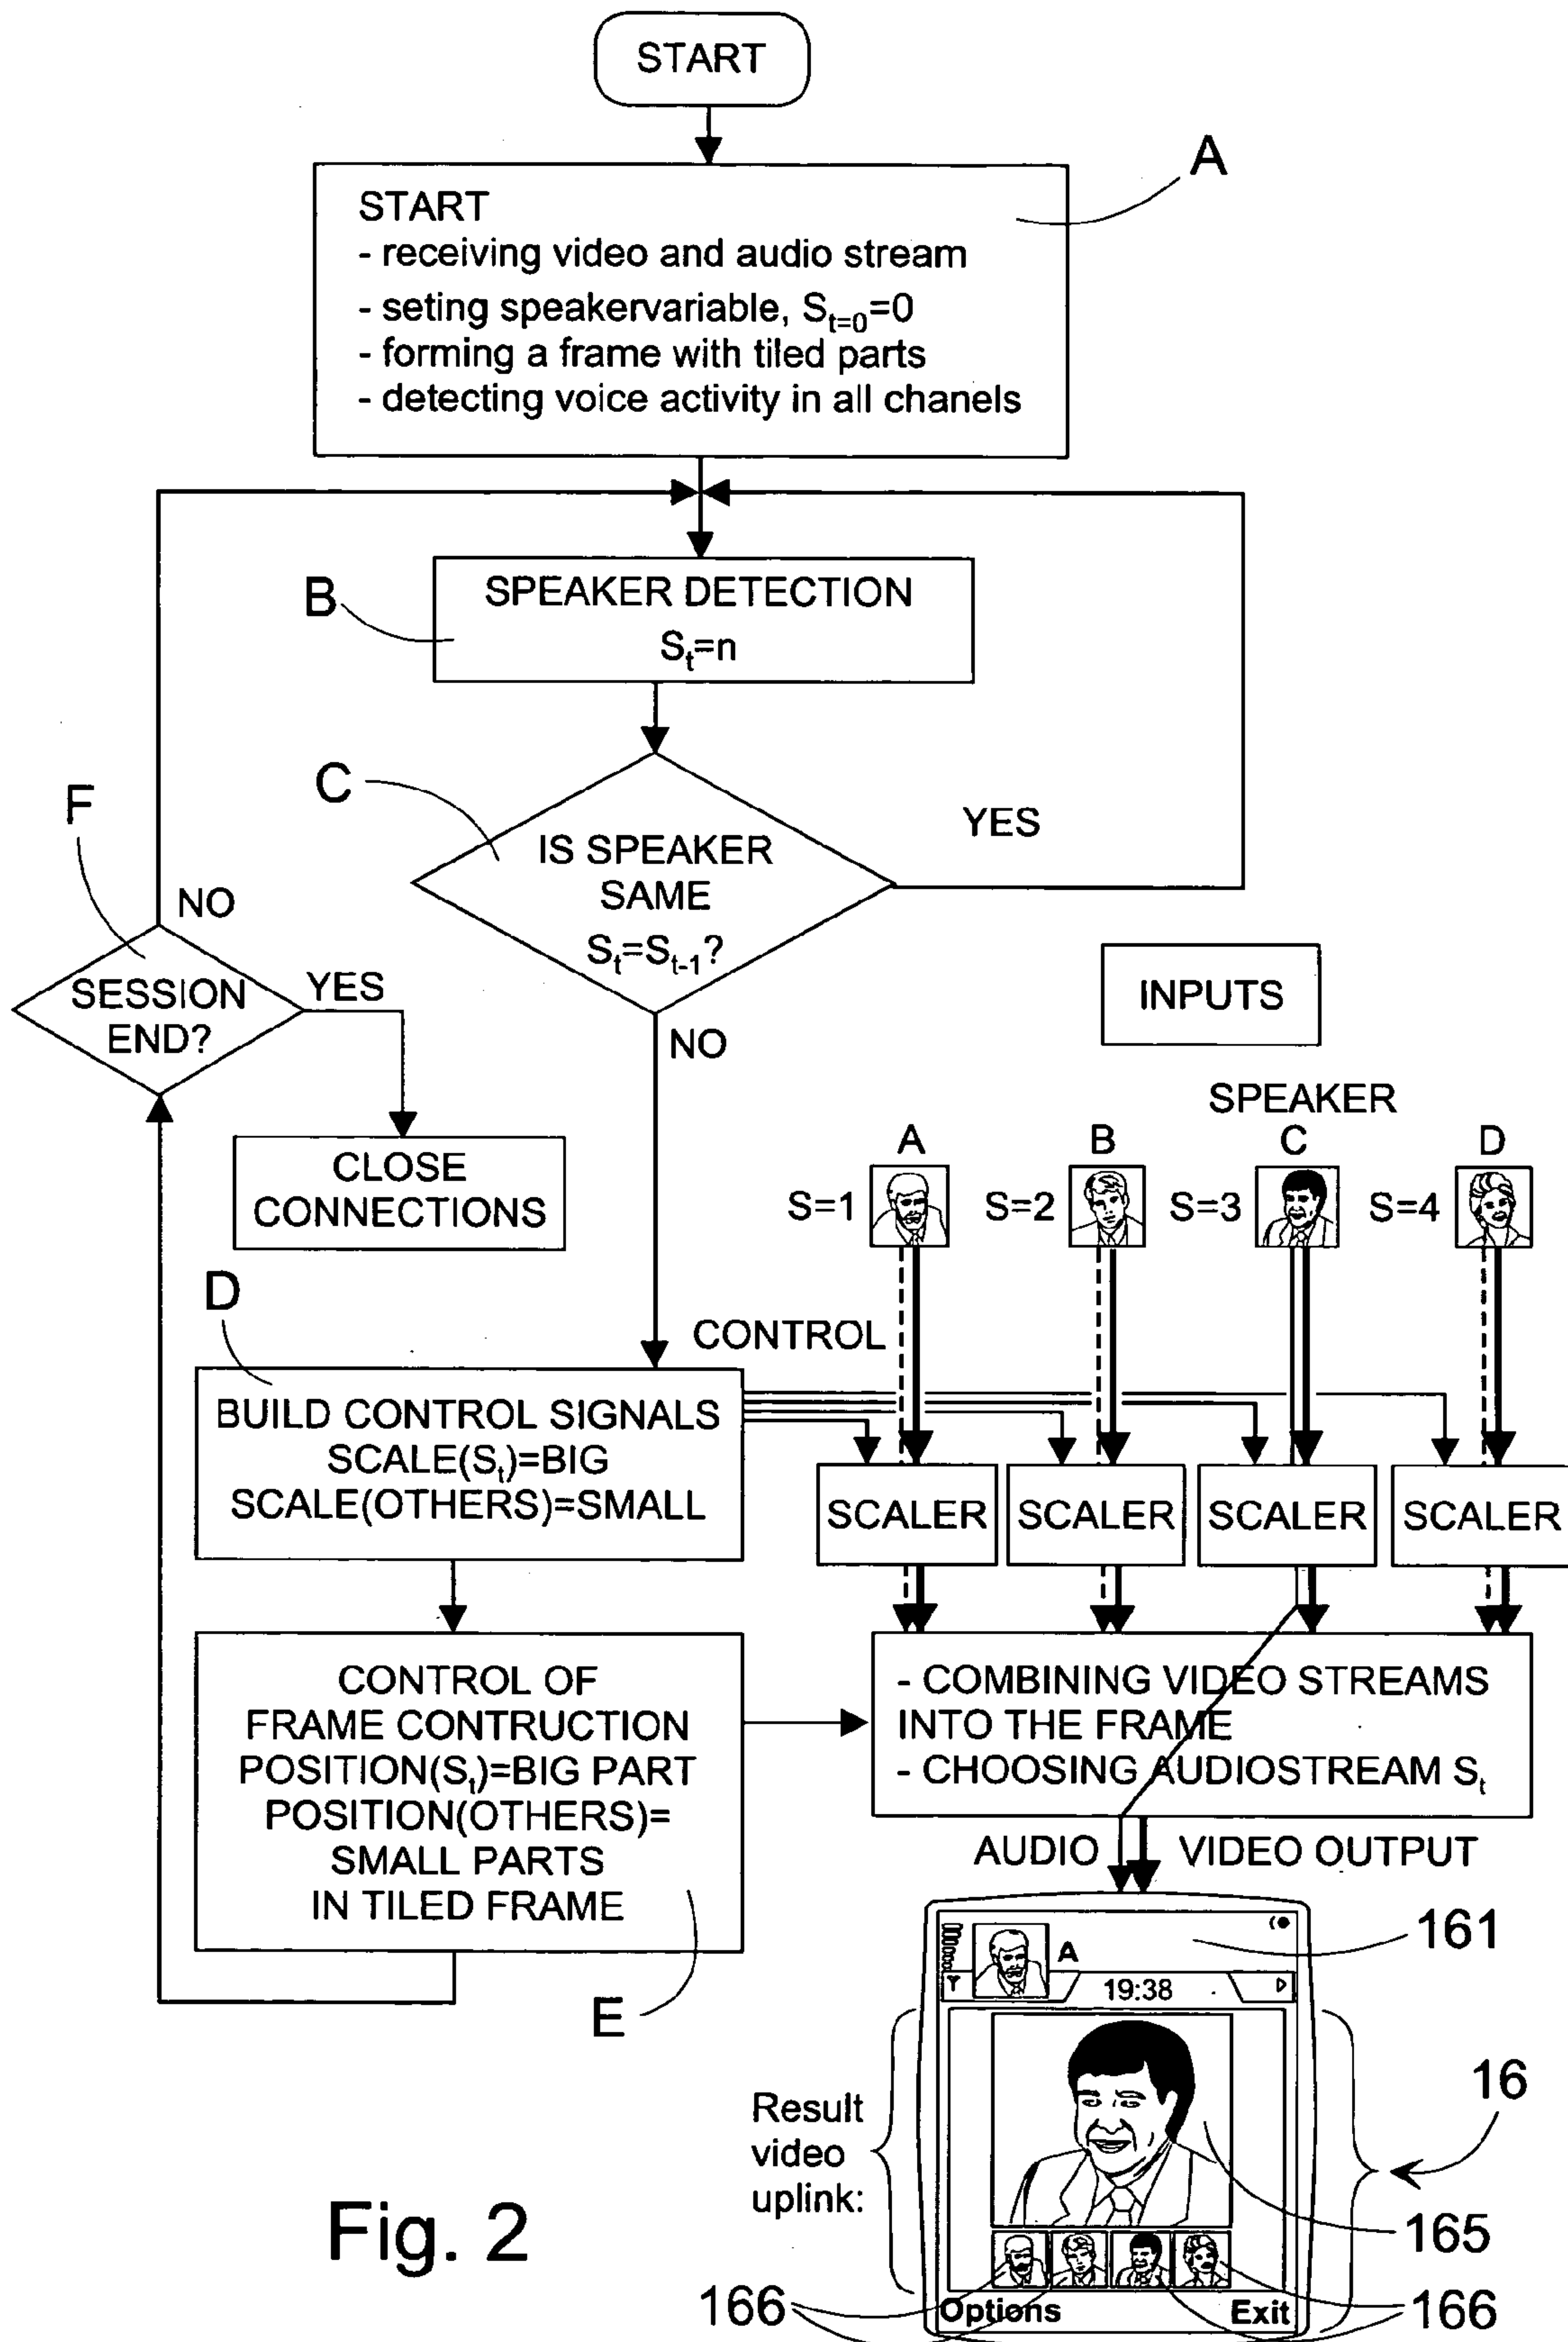 START
A
START
- receiving video and audio stream
- seting speakervariable, St=0=0
- forming a frame with tiled parts
- detecting voice activity in all chanels
B
SPEAKER DETECTION
St=n
C
IS SPEAKER
SAME
St=St-1?
YES
NO
F
NO
SESSION
END?
YES
CLOSE
CONNECTIONS
INPUTS
SPEAKER
A B C D
S=1 S=2 S=3 S=4
D
CONTROL
BUILD CONTROL SIGNALS
SCALE(St)=BIG
SCALE(OTHERS)=SMALL
SCALER SCALER SCALER SCALER
CONTROL OF
FRAME CONTRUCTION
POSITION(St)=BIG PART
POSITION(OTHERS)=
SMALL PARTS
IN TILED FRAME
E
- COMBINING VIDEO STREAMS
INTO THE FRAME
- CHOOSING AUDIOSTREAM St
AUDIO VIDEO OUTPUT
A
161
19:38
Result
video
uplink:
16
165
166
166
Options Exit
Fig. 2